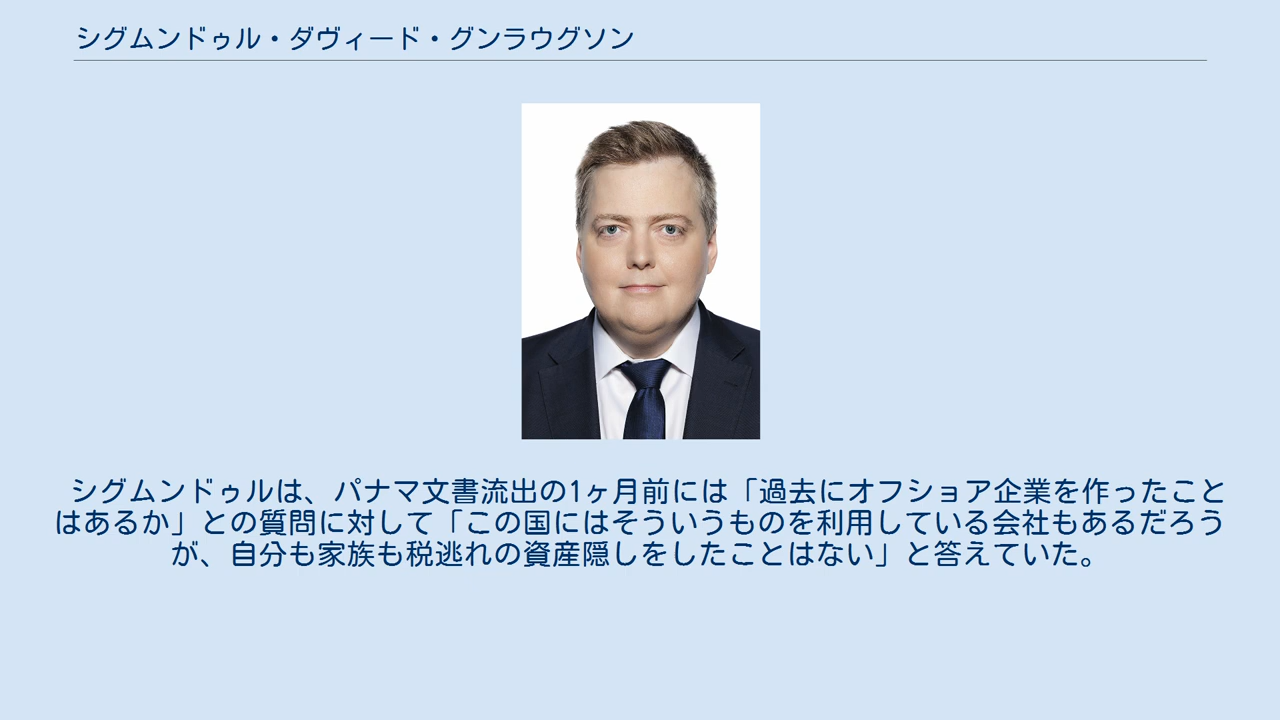 シグムンドゥル・ダヴィード・グンラウグソン
シグムンドゥルは、パナマ文書流出の1ヶ月前には「過去にオフショア企業を作ったこと
はあるか」との質問に対して「この国にはそういうものを利用している会社もあるだろう
が、自分も家族も税逃れの資産隠しをしたことはない」と答えていた。